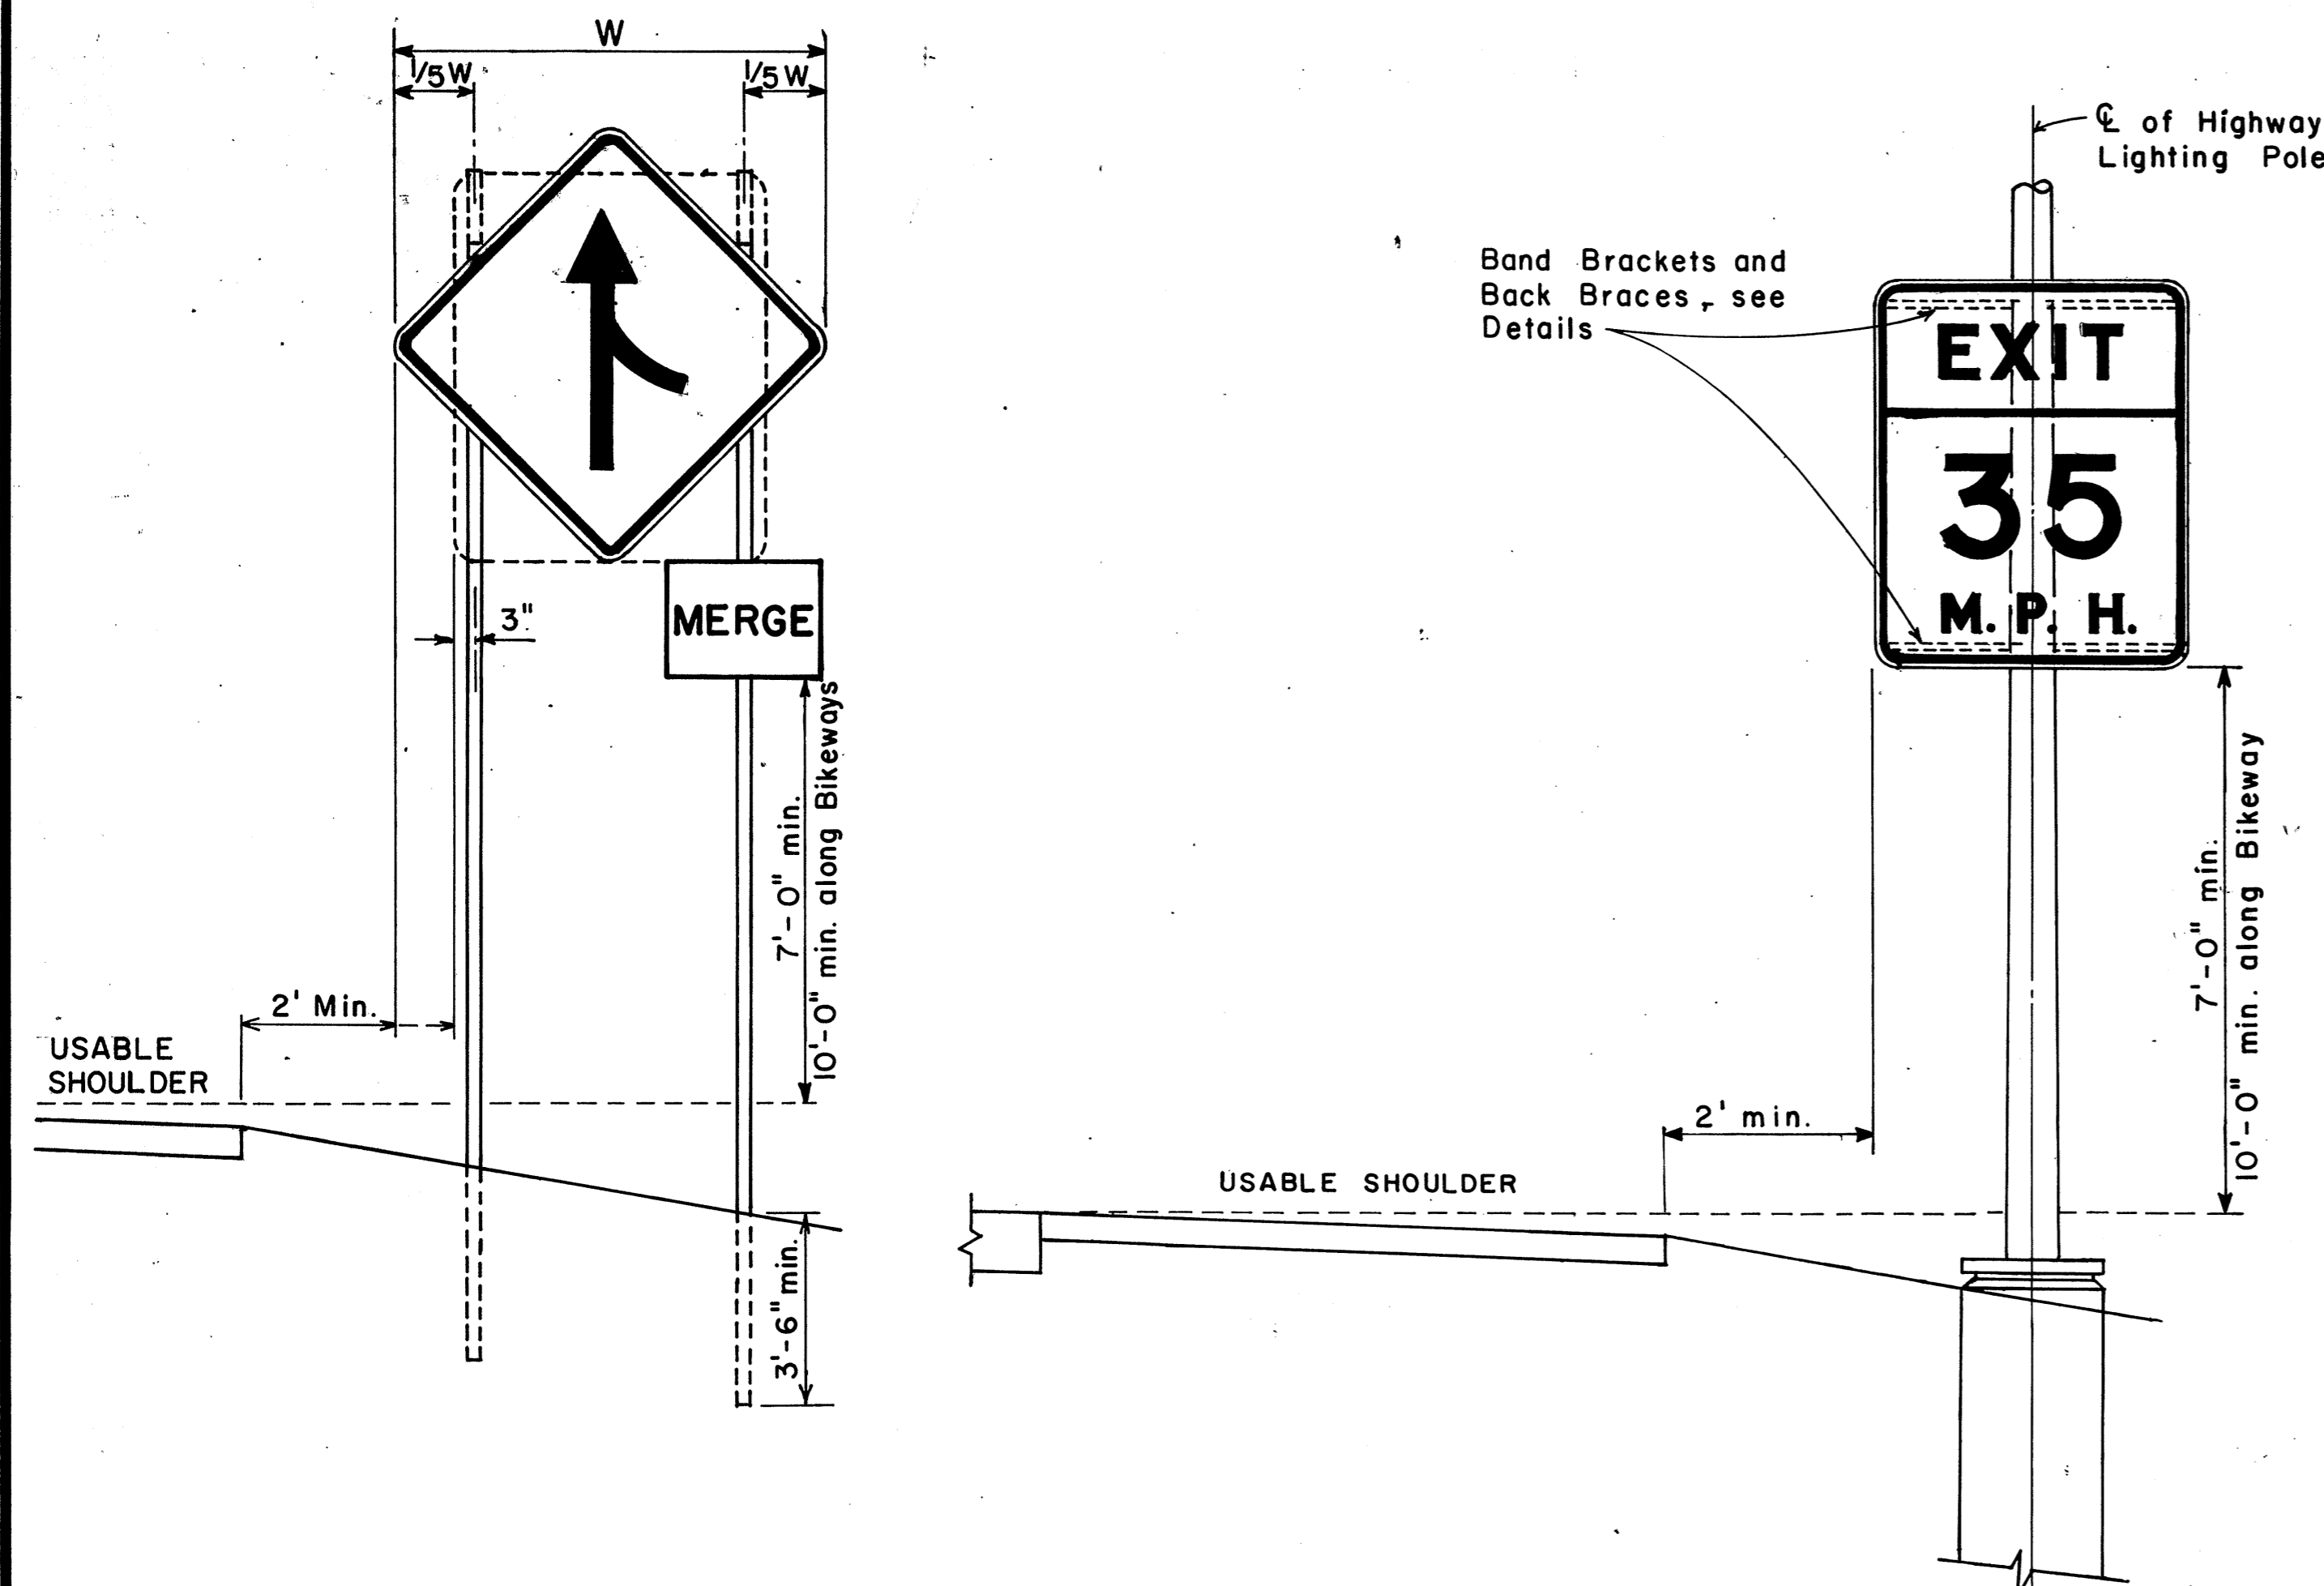 W
1/5 W
1/5 W
MERGE
3"
7'-0" min.
10'-0" min. along Bikeways
2' Min.
USABLE
SHOULDER
3'-6" min.
℄ of Highway
Lighting Pole
Band Brackets and
Back Braces, see
Details
EXIT
35
M. P. H.
7'-0" min.
10'-0" min. along Bikeway
2' min.
USABLE SHOULDER